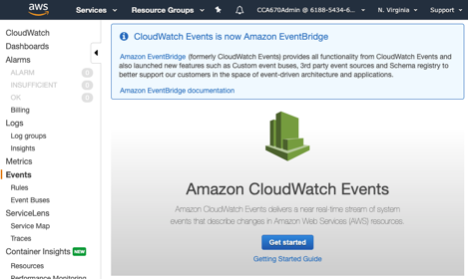 aws
Services
Resource Groups
CCA670Admin @ 6188-5434-6...
N. Virginia
Support
CloudWatch
Dashboards
Alarms
ALARM 0
INSUFFICIENT 0
OK 0
Billing
Logs
Log groups
Insights
Metrics
Events
Rules
Event Buses
ServiceLens
Service Map
Traces
Container Insights NEW
Resources
Performance Monitoring
CloudWatch Events is now Amazon EventBridge
Amazon EventBridge (formerly CloudWatch Events) provides all functionality from CloudWatch Events and
also launched new features such as Custom event buses, 3rd party event sources and Schema registry to
better support our customers in the space of event-driven architecture and applications.
Amazon EventBridge documentation
Amazon CloudWatch Events
Amazon CloudWatch Events delivers a near real-time stream of system
events that describe changes in Amazon Web Services (AWS) resources.
Get started
Getting Started Guide